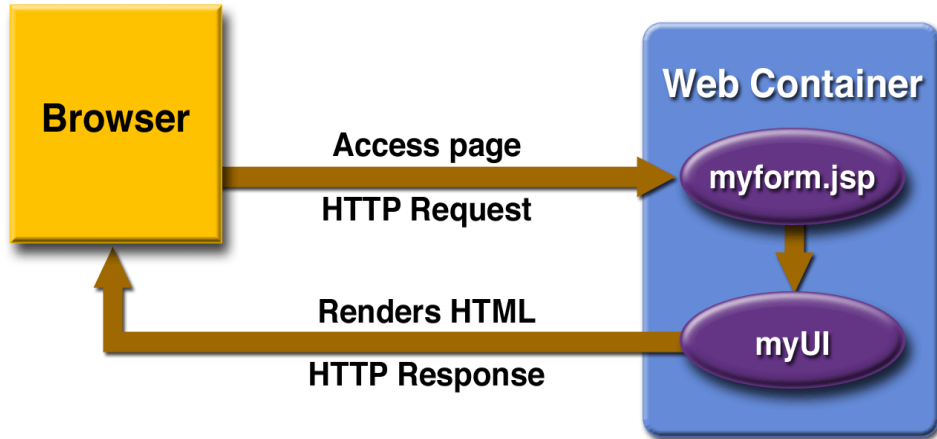 Browser
Access page
HTTP Request
Web Container
myform.jsp
Renders HTML
HTTP Response
myUI